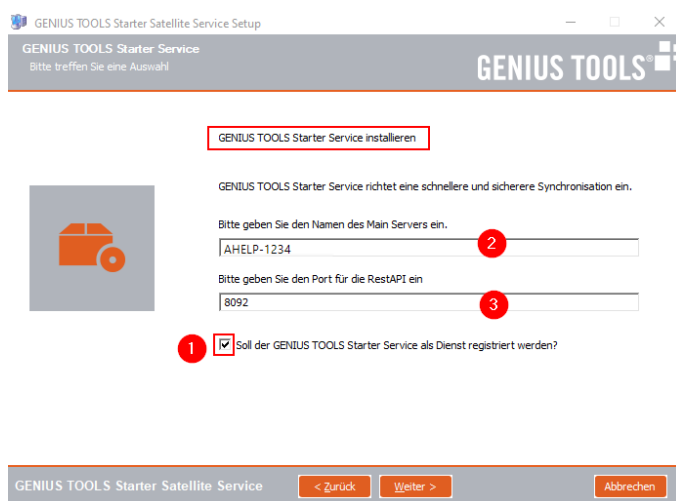 GENIUS TOOLS Starter Satellite Service Setup
GENIUS TOOLS Starter Service
Bitte treffen Sie eine Auswahl
GENIUS TOOLS®
GENIUS TOOLS Starter Service installieren
GENIUS TOOLS Starter Service richtet eine schnellere und sicherere Synchronisation ein.
Bitte geben Sie den Namen des Main Servers ein.
AHELP-1234
2
Bitte geben Sie den Port für die RestAPI ein
8092
3
1
Soll der GENIUS TOOLS Starter Service als Dienst registriert werden?
GENIUS TOOLS Starter Satellite Service
< Zurück
Weiter >
Abbrechen